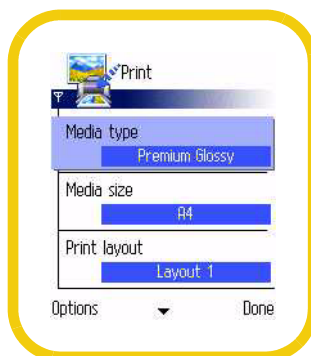 Print
Media type
Premium Glossy
Media size
A4
Print layout
Layout 1
Options Done